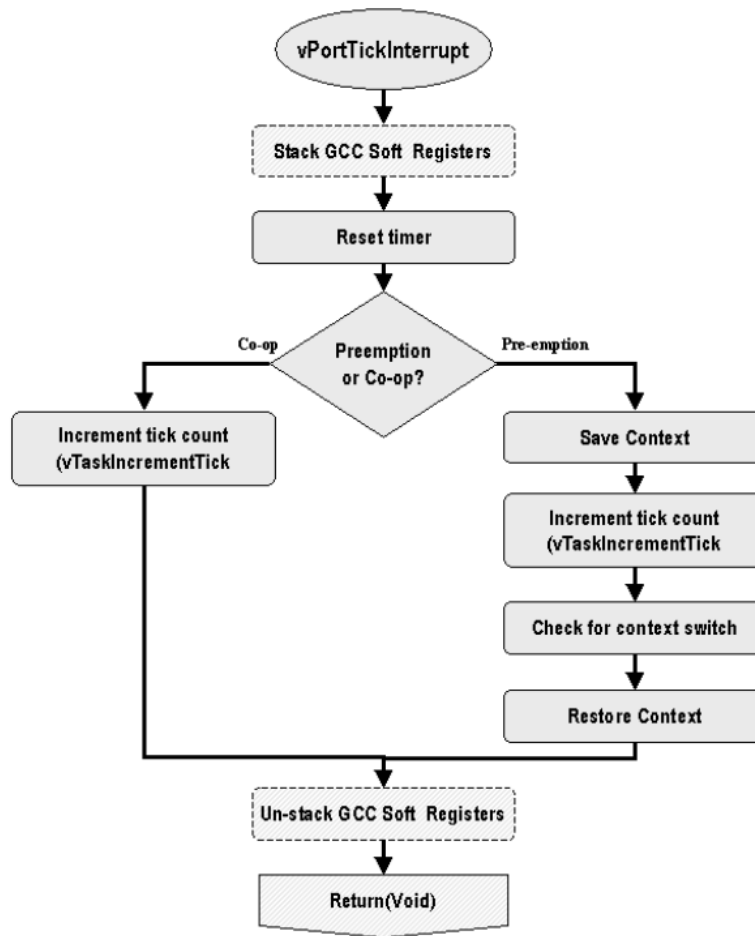 vPortTickInterrupt
Stack GCC Soft Registers
Reset timer
Co-op
Preemption
or Co-op?
Pre-emption
Increment tick count
(vTaskIncrementTick
Save Context
Increment tick count
(vTaskIncrementTick
Check for context switch
Restore Context
Un-stack GCC Soft Registers
Return(Void)